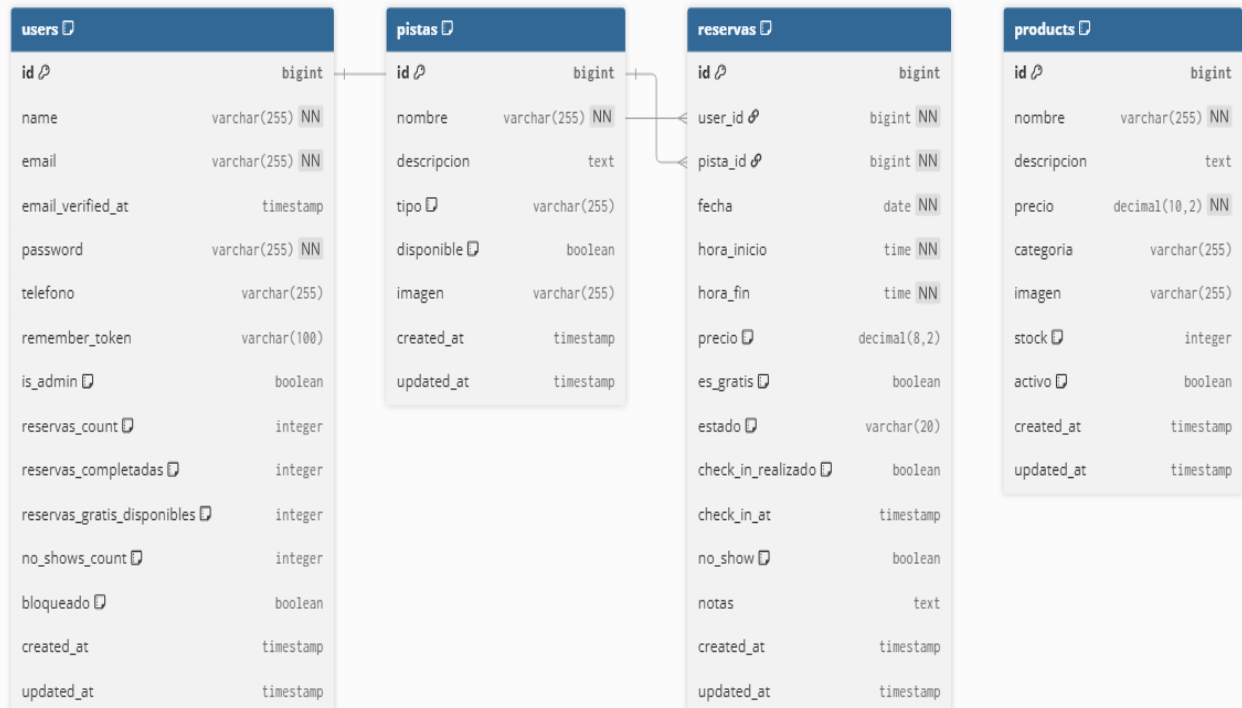 users
id bigint
name varchar(255) NN
email varchar(255) NN
email_verified_at timestamp
password varchar(255) NN
telefono varchar(255)
remember_token varchar(100)
is_admin boolean
reservas_count integer
reservas_completadas integer
reservas_gratis_disponibles integer
no_shows_count integer
bloqueado boolean
created_at timestamp
updated_at timestamp
pistas
id bigint
nombre varchar(255) NN
descripcion text
tipo varchar(255)
disponible boolean
imagen varchar(255)
created_at timestamp
updated_at timestamp
reservas
id bigint
user_id bigint NN
pista_id bigint NN
fecha date NN
hora_inicio time NN
hora_fin time NN
precio decimal(8,2)
es_gratis boolean
estado varchar(20)
check_in_realizado boolean
check_in_at timestamp
no_show boolean
notas text
created_at timestamp
updated_at timestamp
products
id bigint
nombre varchar(255) NN
descripcion text
precio decimal(10,2) NN
categoria varchar(255)
imagen varchar(255)
stock integer
activo boolean
created_at timestamp
updated_at timestamp